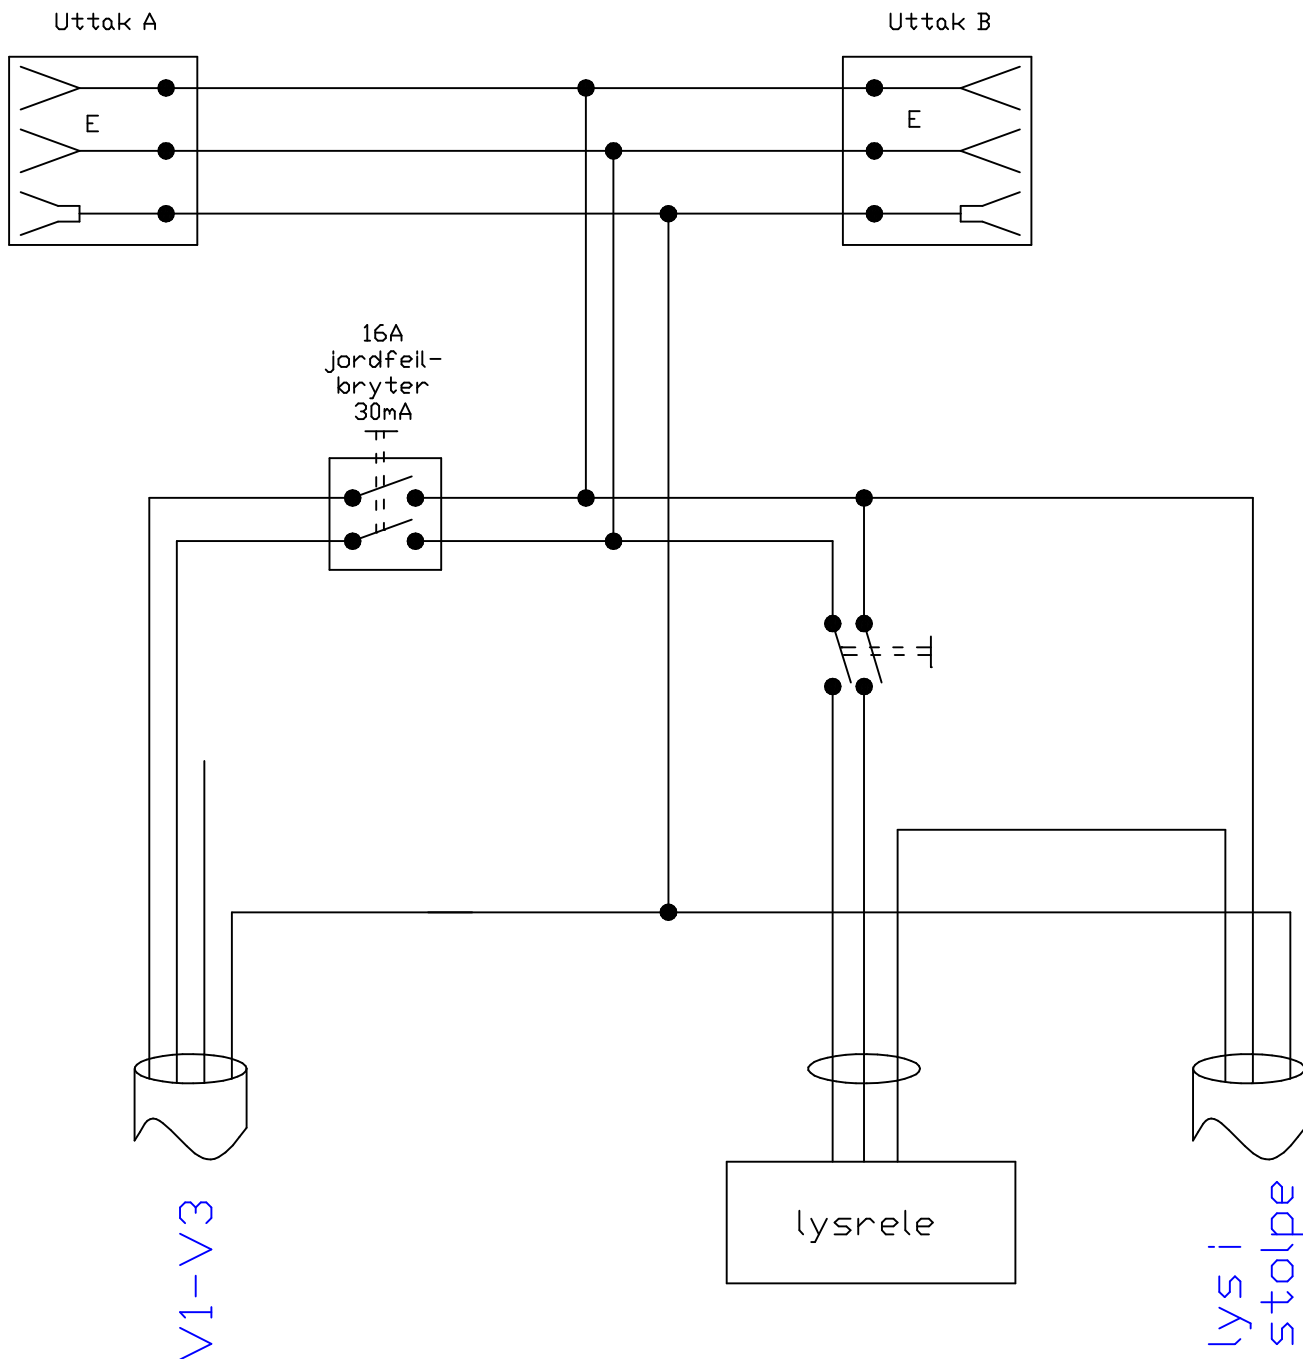 Uttak A
Uttak B
E
E
16A
jordfeil-
bryter
30mA
lysrele
V1-V3
lys i
stolpe